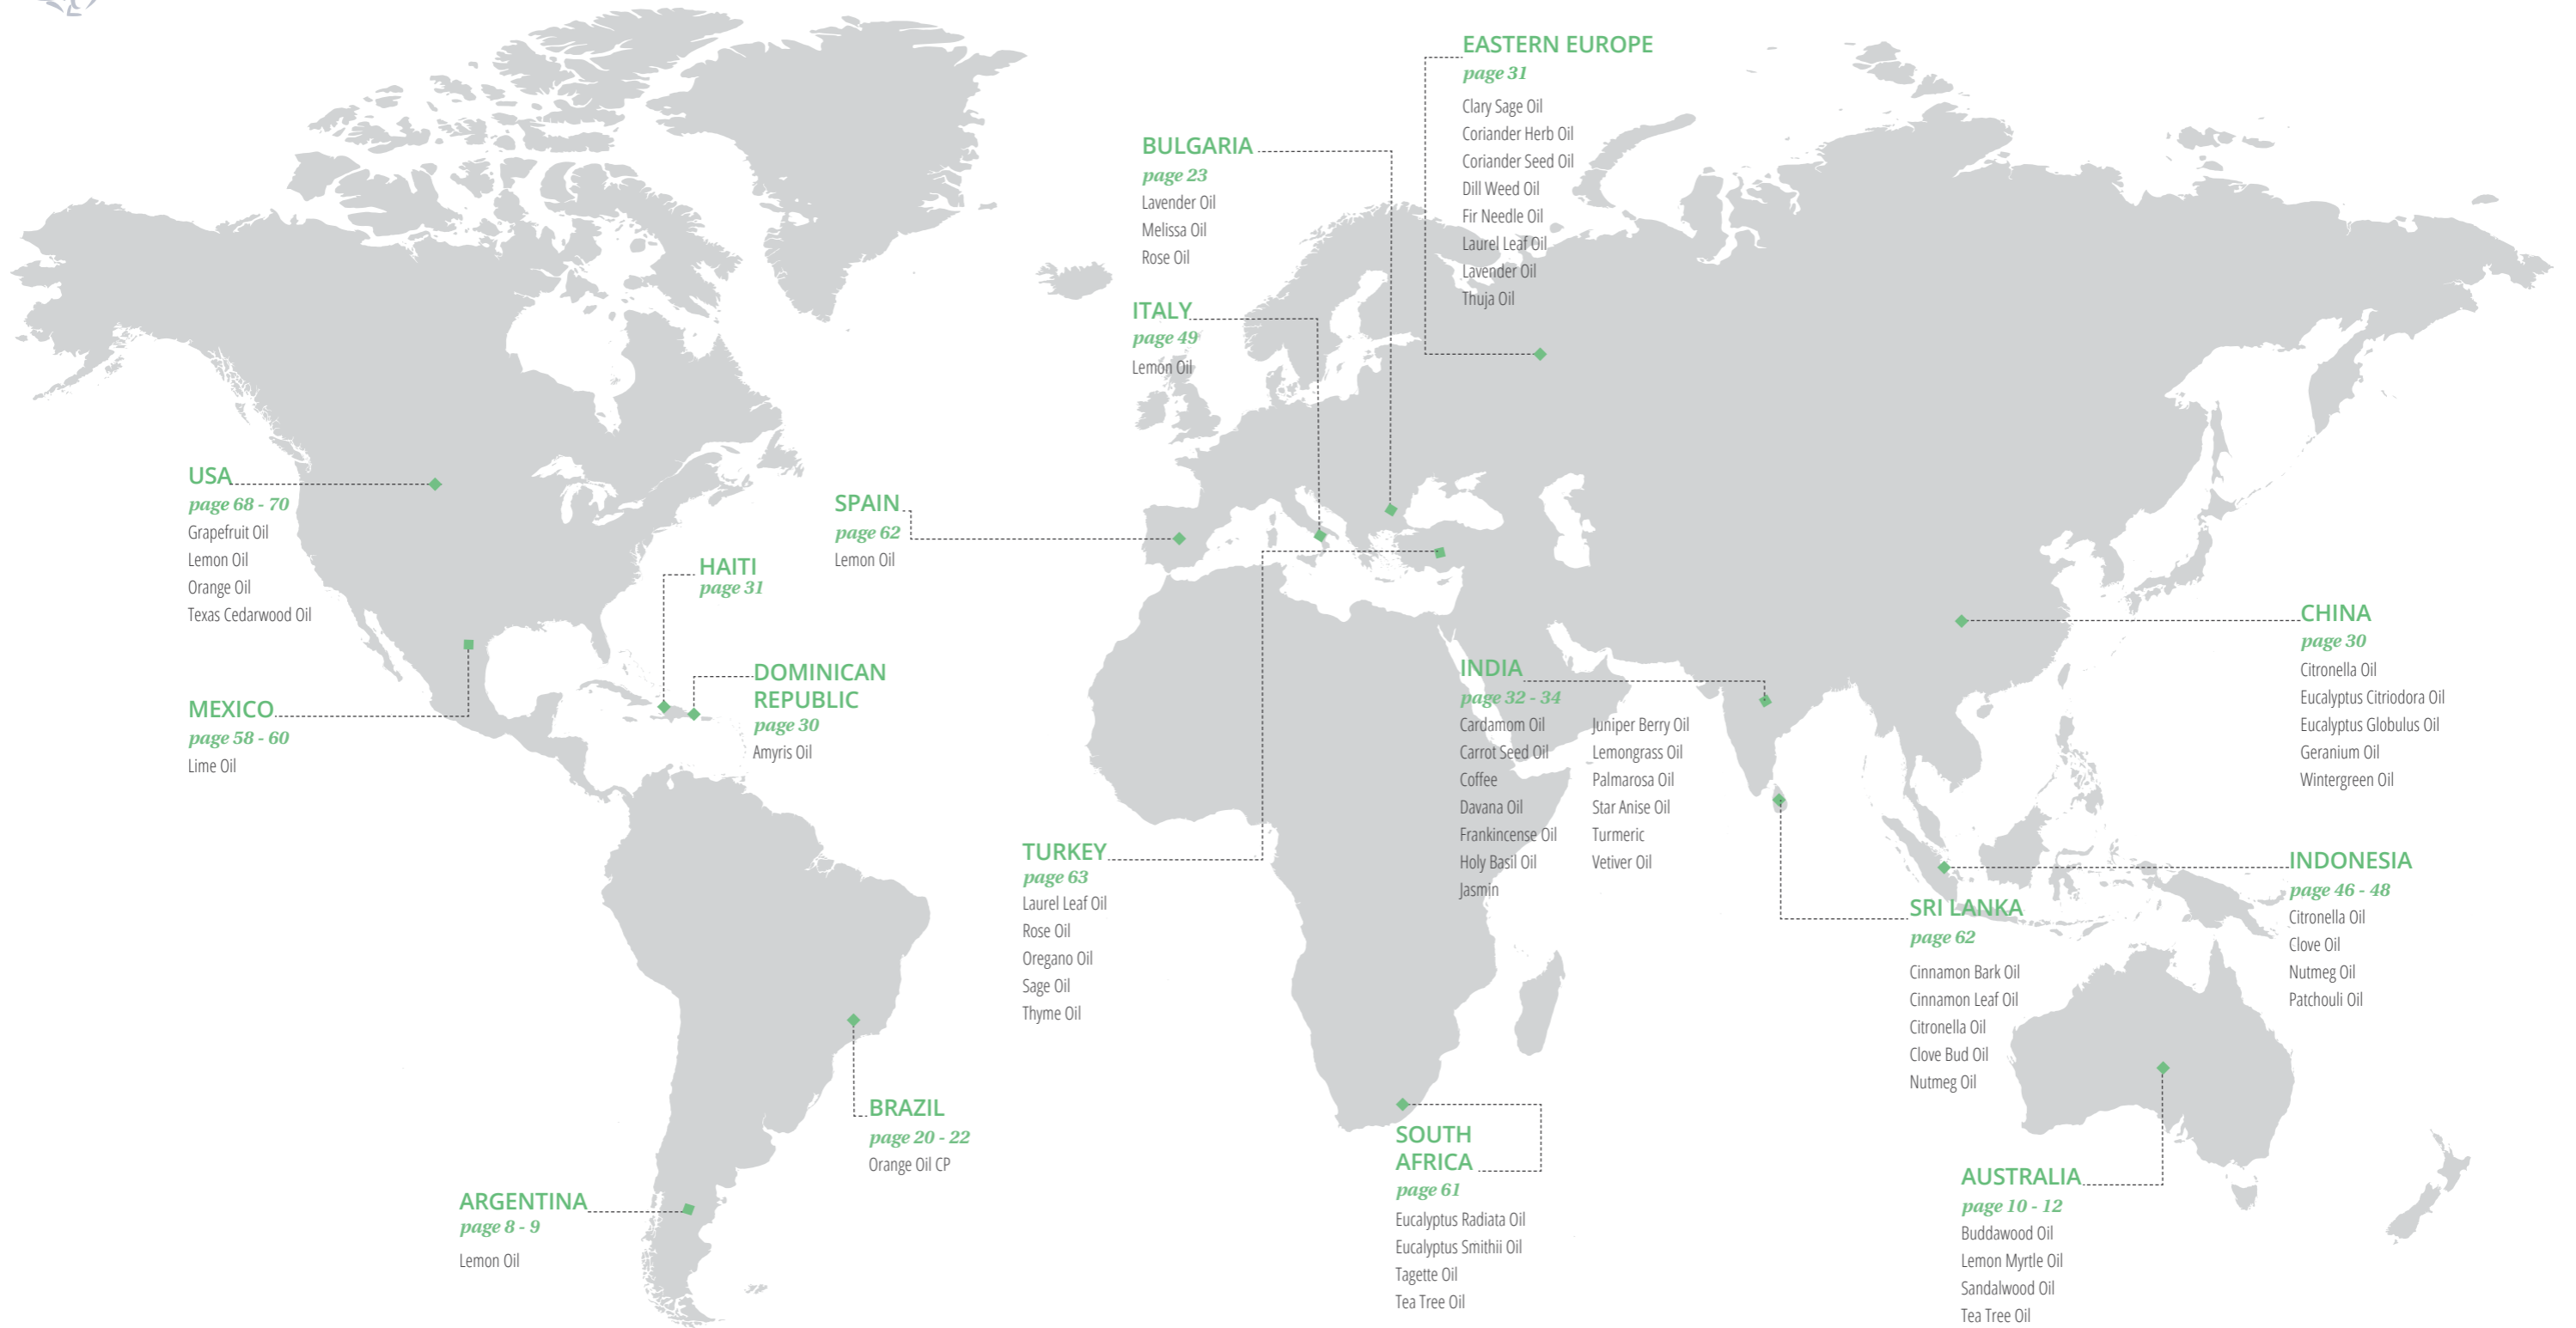 EASTERN EUROPE
page 31
Clary Sage Oil
Coriander Herb Oil
Coriander Seed Oil
Dill Weed Oil
Fir Needle Oil
Laurel Leaf Oil
Lavender Oil
Thuja Oil
BULGARIA
page 23
Lavender Oil
Melissa Oil
Rose Oil
ITALY
page 49
Lemon Oil
USA
page 68 - 70
Grapefruit Oil
Lemon Oil
Orange Oil
Texas Cedarwood Oil
SPAIN
page 62
Lemon Oil
HAITI
page 31
DOMINICAN
REPUBLIC
page 30
Amyris Oil
MEXICO
page 58 - 60
Lime Oil
CHINA
page 30
Citronella Oil
Eucalyptus Citriodora Oil
Eucalyptus Globulus Oil
Geranium Oil
Wintergreen Oil
INDIA
page 32 - 34
Cardamom Oil
Carrot Seed Oil
Coffee
Davana Oil
Frankincense Oil
Holy Basil Oil
Jasmin
Juniper Berry Oil
Lemongrass Oil
Palmarosa Oil
Star Anise Oil
Turmeric
Vetiver Oil
TURKEY
page 63
Laurel Leaf Oil
Rose Oil
Oregano Oil
Sage Oil
Thyme Oil
INDONESIA
page 46 - 48
Citronella Oil
Clove Oil
Nutmeg Oil
Patchouli Oil
SRI LANKA
page 62
Cinnamon Bark Oil
Cinnamon Leaf Oil
Citronella Oil
Clove Bud Oil
Nutmeg Oil
BRAZIL
page 20 - 22
Orange Oil CP
SOUTH
AFRICA
page 61
Eucalyptus Radiata Oil
Eucalyptus Smithii Oil
Tagette Oil
Tea Tree Oil
AUSTRALIA
page 10 - 12
Buddawood Oil
Lemon Myrtle Oil
Sandalwood Oil
Tea Tree Oil
ARGENTINA
page 8 - 9
Lemon Oil